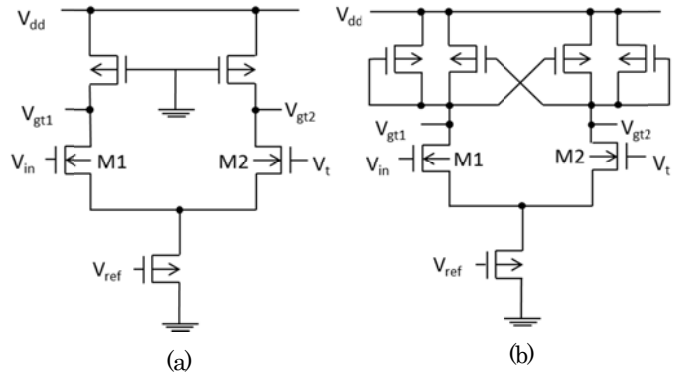 Vdd
Vgt1
Vgt2
Vin
M1
M2
Vt
Vref
(a)
Vdd
Vgt1
Vgt2
Vin
M1
M2
Vt
Vref
(b)